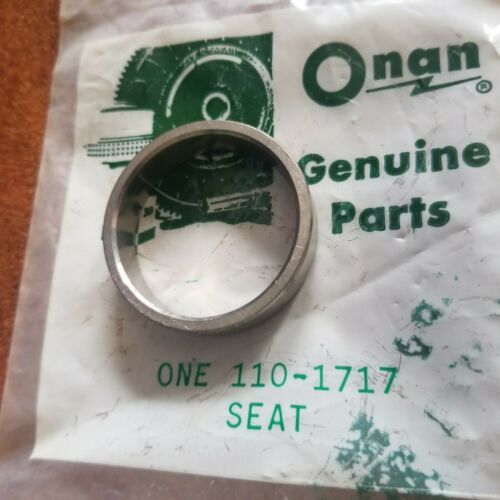 Onan®
Genuine
Parts
ONE 110-1717
SEAT